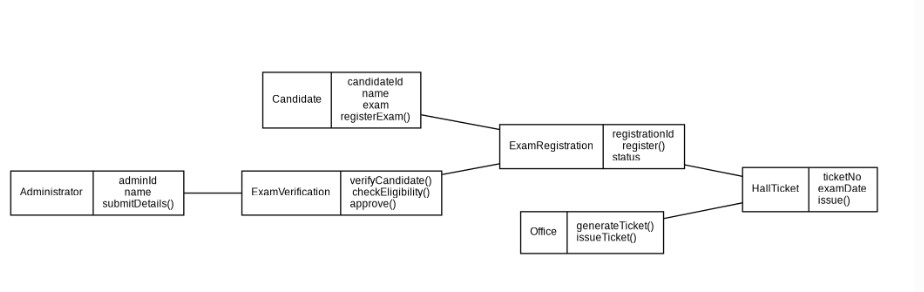 Candidate
candidateId
name
exam
registerExam()
ExamRegistration
registrationId
register()
status
Administrator
adminId
name
submitDetails()
ExamVerification
verifyCandidate()
checkEligibility()
approve()
HallTicket
ticketNo
examDate
issue()
Office
generateTicket()
issueTicket()